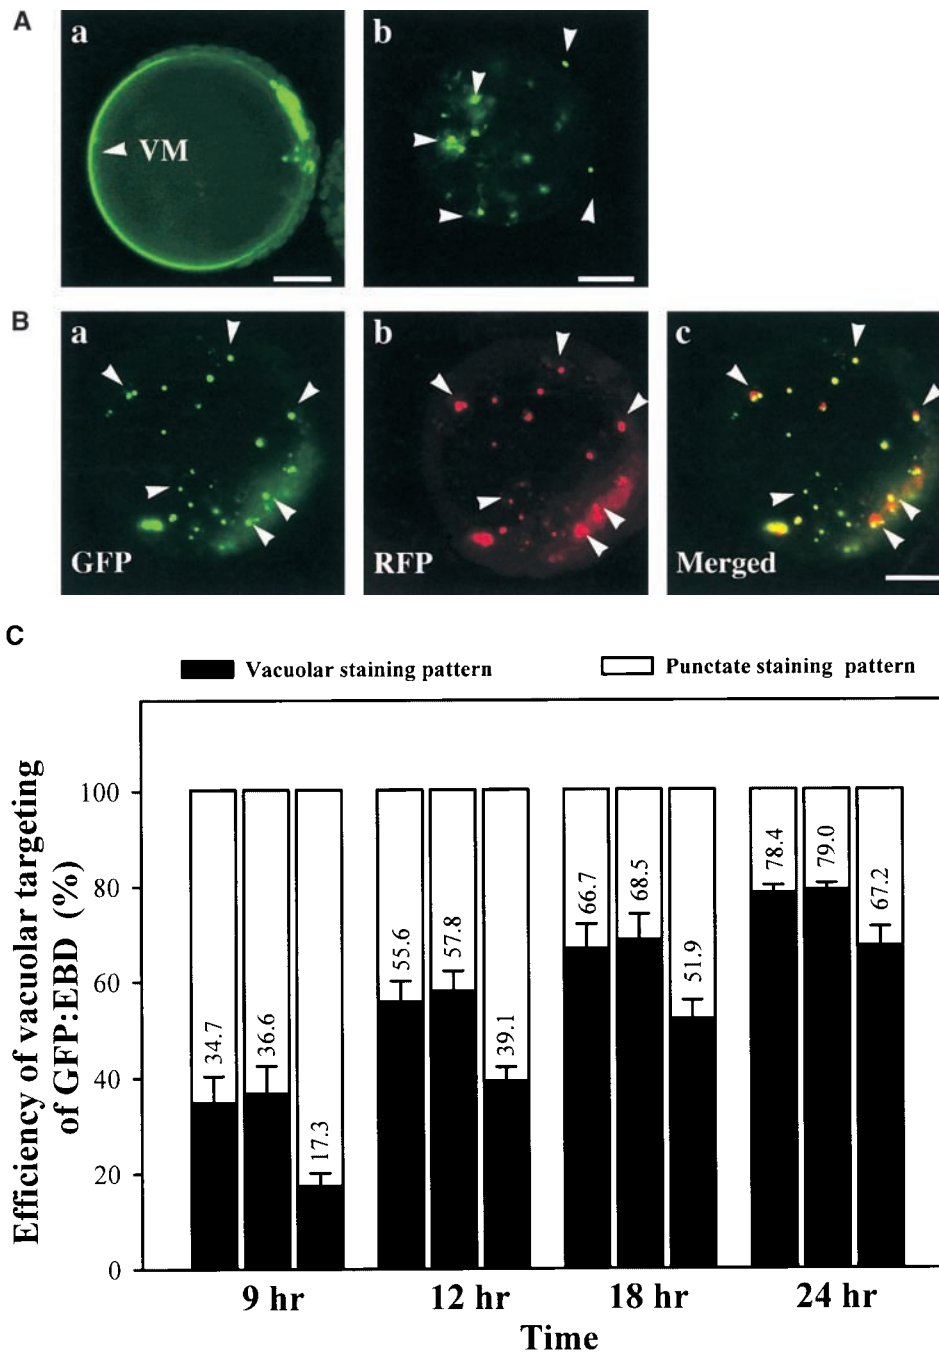 A
a
b
VM
B
a
b
c
GFP
RFP
Merged
C
Vacuolar staining pattern
Punctate staining pattern
Efficiency of vacuolar targeting
of GFP:EBD (%)
100
80
60
40
20
0
34.7
36.6
17.3
55.6
57.8
39.1
66.7
68.5
51.9
78.4
79.0
67.2
9 hr
12 hr
18 hr
24 hr
Time